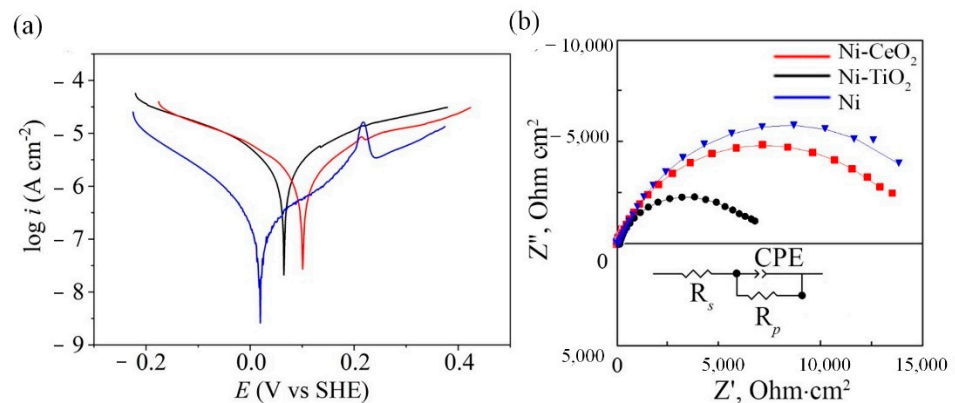 (a)
− 4
− 5
− 6
− 7
− 8
− 9
log i (A cm⁻²)
− 0.2
0.0
0.2
0.4
E (V vs SHE)
(b)
− 10,000
− 5,000
0
5,000
Z'', Ohm cm²
Ni-CeO₂
Ni-TiO₂
Ni
CPE
Rₛ
Rₚ
0
5,000
10,000
15,000
Z', Ohm·cm²